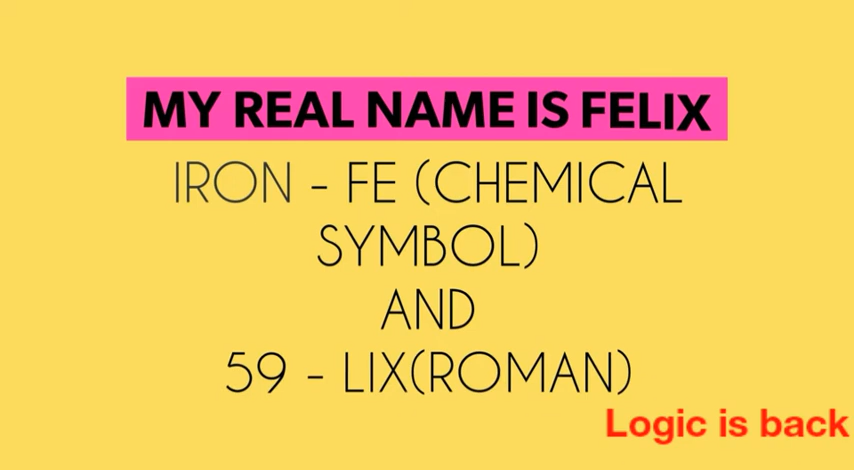 MY REAL NAME IS FELIX
IRON - FE (CHEMICAL
SYMBOL)
AND
59 - LIX(ROMAN)
Logic is back